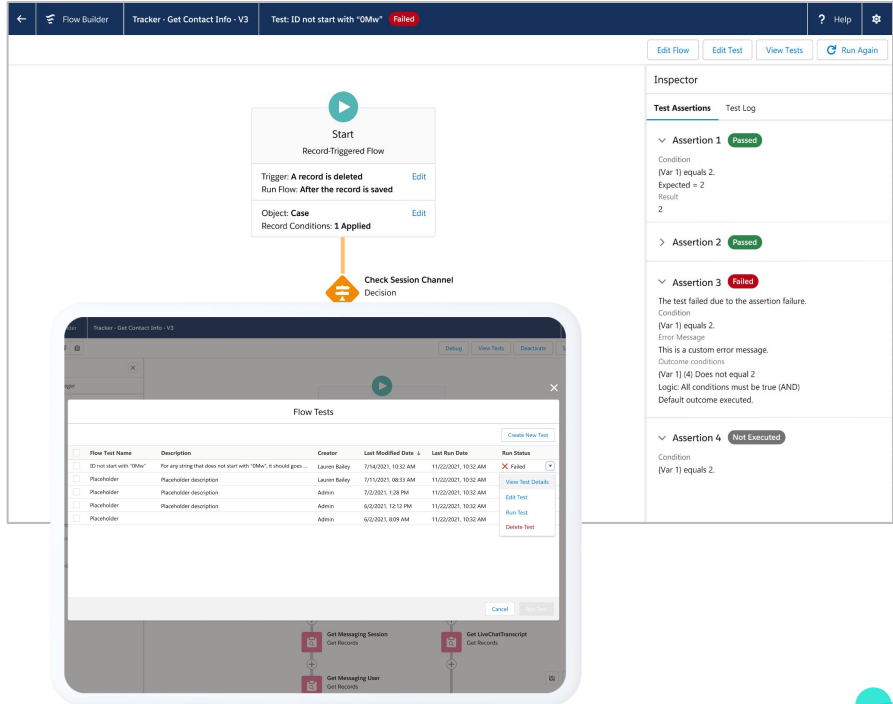 Flow Builder
Tracker - Get Contact Info - V3
Test: ID not start with "0Mw" Failed
? Help
Edit Flow
Edit Test
View Tests
Run Again
Start
Record-Triggered Flow
Trigger: A record is deleted Edit
Run Flow: After the record is saved
Object: Case Edit
Record Conditions: 1 Applied
Check Session Channel
Decision
Inspector
Test Assertions
Test Log
Assertion 1 Passed
Condition
{Var 1} equals 2.
Expected = 2
Result
2
Assertion 2 Passed
Assertion 3 Failed
The test failed due to the assertion failure.
Condition
{Var 1} equals 2.
Error Message
This is a custom error message.
Outcome conditions
{Var 1} (4) Does not equal 2
Logic: All conditions must be true (AND)
Default outcome executed.
Assertion 4 Not Executed
Condition
{Var 1} equals 2.
Tracker - Get Contact Info - V3
Debug
View Tests
Deactivate
Flow Tests
Create New Test
Flow Test Name Description Creator Last Modified Date ↓ Last Run Date Run Status
ID not start with "0Mw" For any string that does not start with "0Mw", it should goes ... Lauren Bailey 7/14/2021, 10:32 AM 11/22/2021, 10:32 AM Failed
Placeholder Placeholder description Lauren Bailey 7/11/2021, 08:33 AM 11/22/2021, 10:32 AM
Placeholder Placeholder description Admin 7/2/2021, 1:28 PM 11/22/2021, 10:32 AM
Placeholder Placeholder description Admin 6/2/2021, 12:12 PM 11/22/2021, 10:32 AM
Placeholder Admin 6/2/2021, 8:09 AM 11/22/2021, 10:32 AM
View Test Details
Edit Test
Run Test
Delete Test
Cancel
Run Test
Get Messaging Session
Get Records
Get LiveChatTranscript
Get Records
Get Messaging User
Get Records